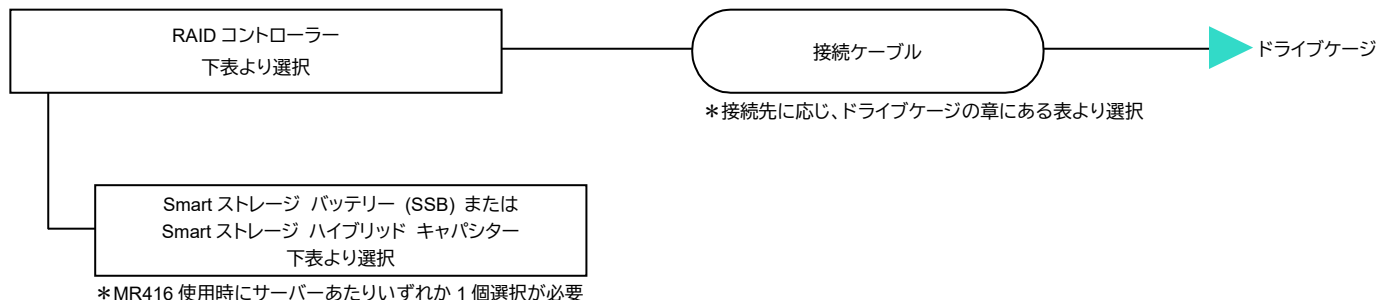 RAID コントローラー
下表より選択
接続ケーブル
ドライブケージ
＊接続先に応じ、ドライブケージの章にある表より選択
Smart ストレージ バッテリー (SSB) または
Smart ストレージ ハイブリッド キャパシター
下表より選択
＊MR416 使用時にサーバーあたりいずれか 1 個選択が必要